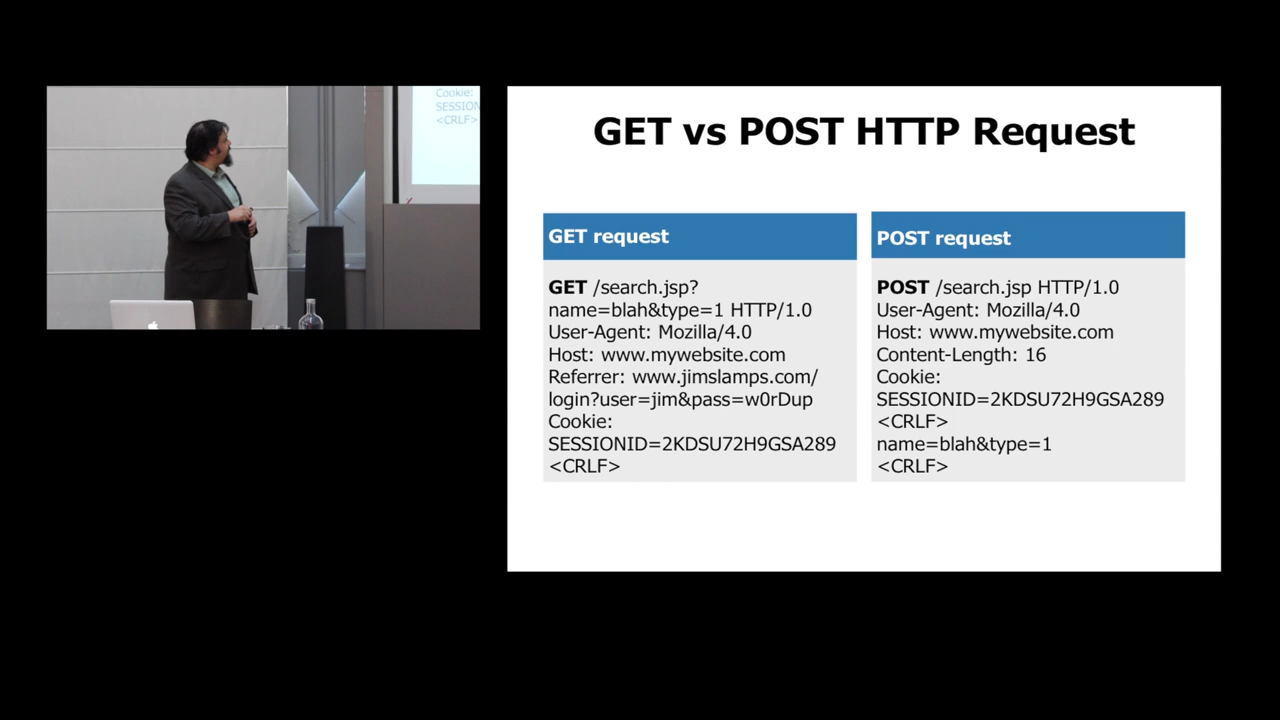 Cookie:
SESSION
<CRLF>
GET vs POST HTTP Request
GET request
GET /search.jsp?
name=blah&type=1 HTTP/1.0
User-Agent: Mozilla/4.0
Host: www.mywebsite.com
Referrer: www.jimslamps.com/
login?user=jim&pass=w0rDup
Cookie:
SESSIONID=2KDSU72H9GSA289
<CRLF>
POST request
POST /search.jsp HTTP/1.0
User-Agent: Mozilla/4.0
Host: www.mywebsite.com
Content-Length: 16
Cookie:
SESSIONID=2KDSU72H9GSA289
<CRLF>
name=blah&type=1
<CRLF>